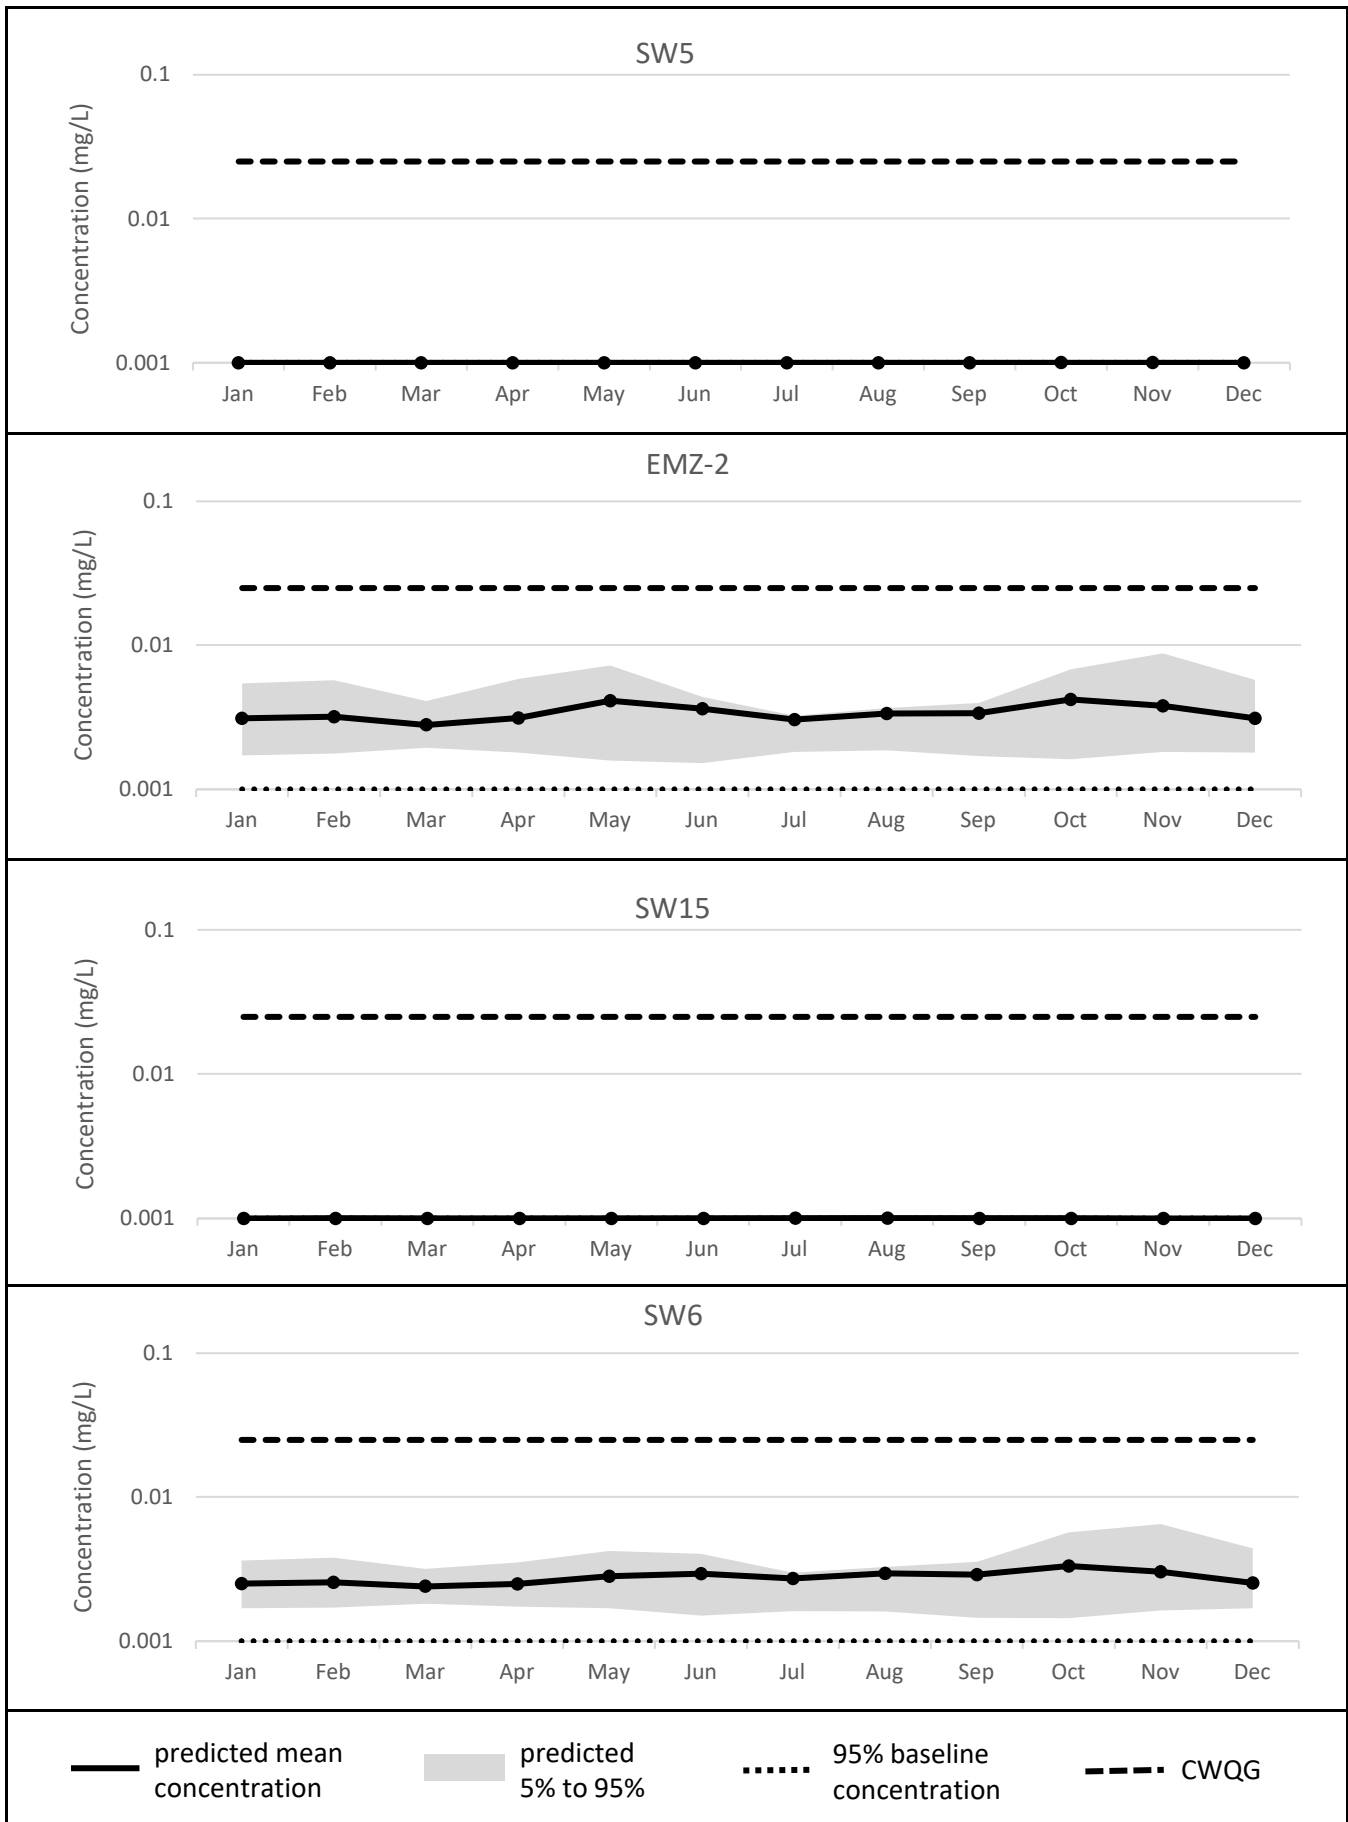 SW5
0.1
0.01
0.001
Concentration (mg/L)
Jan Feb Mar Apr May Jun Jul Aug Sep Oct Nov Dec
EMZ-2
0.1
0.01
0.001
Concentration (mg/L)
Jan Feb Mar Apr May Jun Jul Aug Sep Oct Nov Dec
SW15
0.1
0.01
0.001
Concentration (mg/L)
Jan Feb Mar Apr May Jun Jul Aug Sep Oct Nov Dec
SW6
0.1
0.01
0.001
Concentration (mg/L)
Jan Feb Mar Apr May Jun Jul Aug Sep Oct Nov Dec
predicted mean
concentration
predicted
5% to 95%
95% baseline
concentration
CWQG